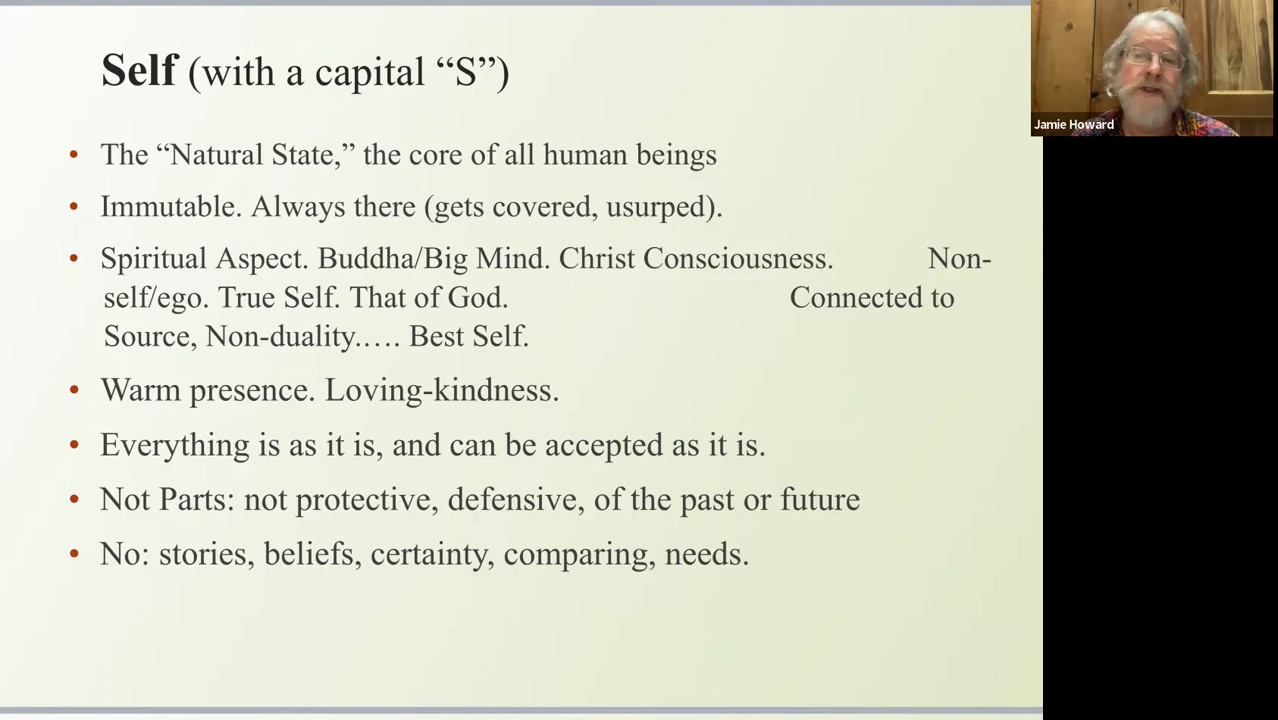 Self (with a capital “S”)
• The “Natural State,” the core of all human beings
• Immutable. Always there (gets covered, usurped).
• Spiritual Aspect. Buddha/Big Mind. Christ Consciousness. Non-
self/ego. True Self. That of God. Connected to
Source, Non-duality.…. Best Self.
• Warm presence. Loving-kindness.
• Everything is as it is, and can be accepted as it is.
• Not Parts: not protective, defensive, of the past or future
• No: stories, beliefs, certainty, comparing, needs.
Jamie Howard